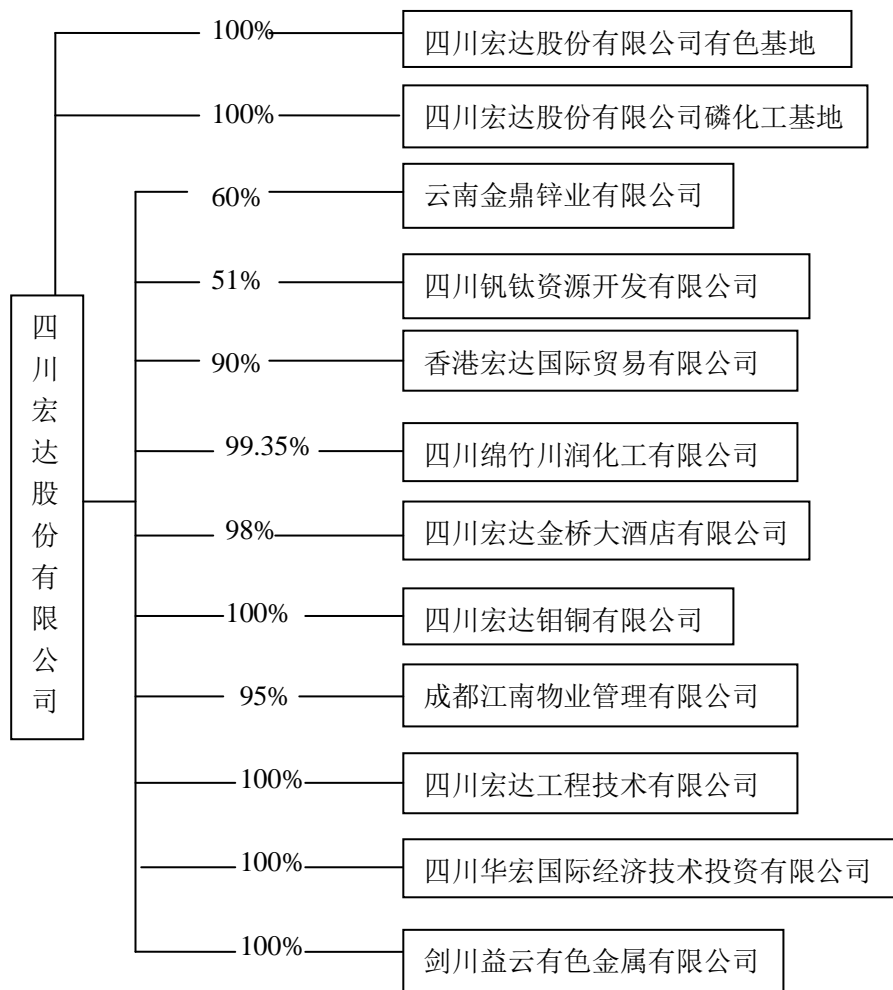 100% 四川宏达股份有限公司有色基地
100% 四川宏达股份有限公司磷化工基地
60% 云南金鼎锌业有限公司
51% 四川钒钛资源开发有限公司
90% 香港宏达国际贸易有限公司
99.35% 四川绵竹川润化工有限公司
98% 四川宏达金桥大酒店有限公司
100% 四川宏达钼铜有限公司
95% 成都江南物业管理有限公司
100% 四川宏达工程技术有限公司
100% 四川华宏国际经济技术投资有限公司
100% 剑川益云有色金属有限公司
四川宏达股份有限公司